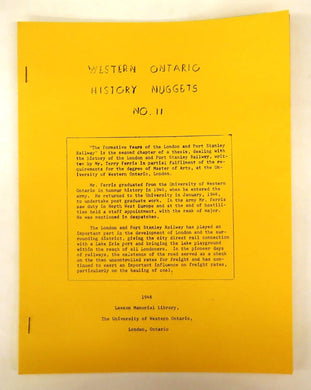 WESTERN ONTARIO
HISTORY NUGGETS
NO. 11
"The Formative Years of the London and Port Stanley
Railway" is the second chapter of a thesis, dealing with
the history of the London and Port Stanley Railway, writ-
ten by Mr. Terry Ferris in partial fulfilment of the re-
quirements for the degree of Master of Arts, at the Un-
iversity of Western Ontario, London.
Mr. Ferris graduated from the University of Western
Ontario in honour history in 1940, when he entered the
army. He returned to the University in January, 1946,
to undertake post graduate work. In the army Mr. Ferris
saw duty in North West Europe and at the end of hostili-
ties held a staff appointment, with the rank of major.
He was mentioned in despatches.
The London and Port Stanley Railway has played an
important part in the development of London and the sur-
rounding district, giving the city direct rail connection
with a Lake Erie port and bringing the lake playground
within the reach of all Londoners. In the pioneer days
of railways, the existence of the road served as a check
on the then uncontrolled rates for freight and has con-
tinued to exert an important influence on freight rates,
particularly on the hauling of coal.
1946
Lawson Memorial Library,
The University of Western Ontario,
London, Ontario